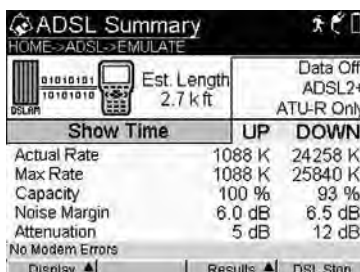 ADSL Summary
HOME->ADSL->EMULATE
01010101
10101010
DSLAM
Est. Length
2.7 k ft
Data Off
ADSL2+
ATU-R Only
Show Time UP DOWN
Actual Rate 1088 K 24258 K
Max Rate 1088 K 25840 K
Capacity 100 % 93 %
Noise Margin 6.0 dB 6.5 dB
Attenuation 5 dB 12 dB
No Modem Errors
Display Results DSL Stop